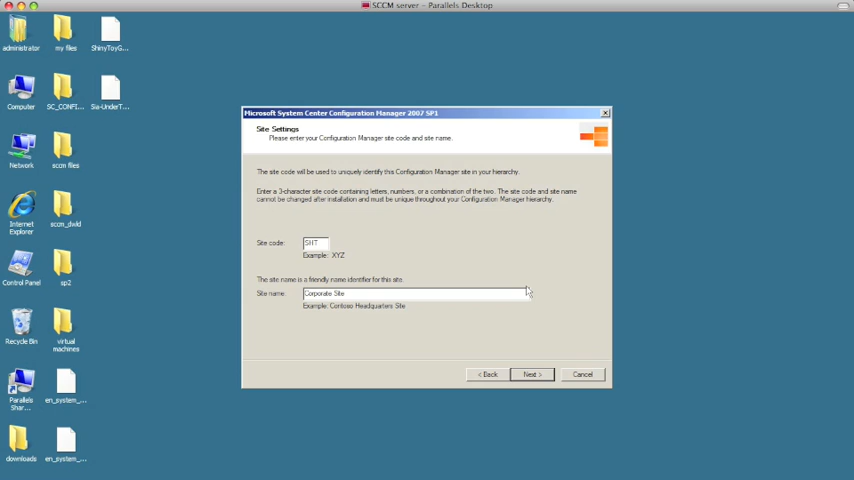 SCCM server - Parallels Desktop
administrator
my files
ShinyToyG...
Computer
SC_CONFI...
Sia-UnderT...
Network
sccm files
Internet
Explorer
sccm_dwld
Control Panel
sp2
Recycle Bin
virtual
machines
Parallels
Shar...
en_system_...
downloads
en_system_...
Microsoft System Center Configuration Manager 2007 SP1
Site Settings
Please enter your Configuration Manager site code and site name.
The site code will be used to uniquely identify this Configuration Manager site in your hierarchy.
Enter a 3-character site code containing letters, numbers, or a combination of the two. The site code and site name
cannot be changed after installation and must be unique throughout your Configuration Manager hierarchy.
Site code:
Example: XYZ
The site name is a friendly name identifier for this site.
Site name: Corporate Site
Example: Contoso Headquarters Site
< Back Next > Cancel